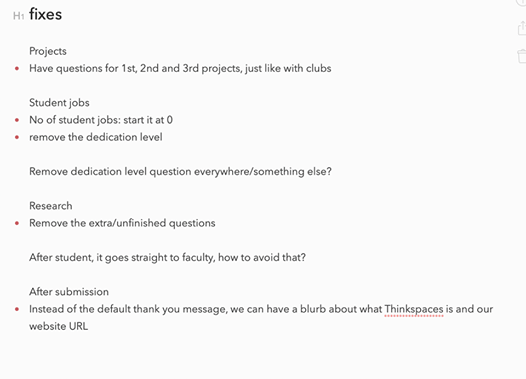 H1 fixes
Projects
Have questions for 1st, 2nd and 3rd projects, just like with clubs
Student jobs
No of student jobs: start it at 0
remove the dedication level
Remove dedication level question everywhere/something else?
Research
Remove the extra/unfinished questions
After student, it goes straight to faculty, how to avoid that?
After submission
Instead of the default thank you message, we can have a blurb about what Thinkspaces is and our
website URL